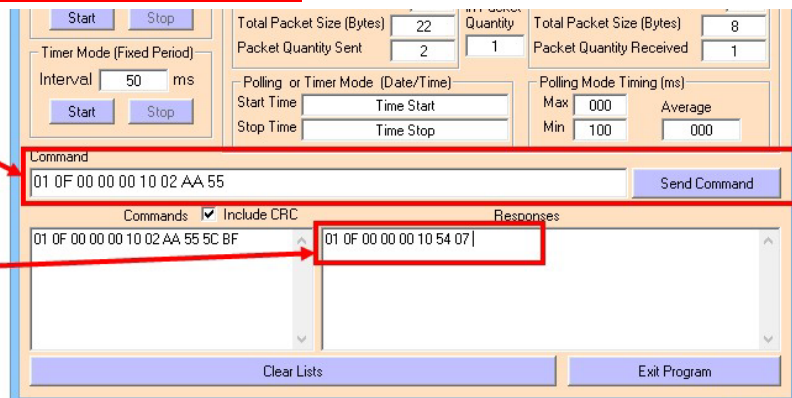 Start Stop
Total Packet Size (Bytes) 22
Quantity
Total Packet Size (Bytes) 8
Packet Quantity Sent 2
1
Packet Quantity Received 1
Timer Mode (Fixed Period)
Interval 50 ms
Start Stop
Polling or Timer Mode (Date/Time)
Start Time Time Start
Stop Time Time Stop
Polling Mode Timing (ms)
Max 000 Average
Min 100 000
Command
01 0F 00 00 00 10 02 AA 55
Send Command
Commands Include CRC
Responses
01 0F 00 00 00 10 02 AA 55 5C BF
01 0F 00 00 00 10 54 07
Clear Lists
Exit Program